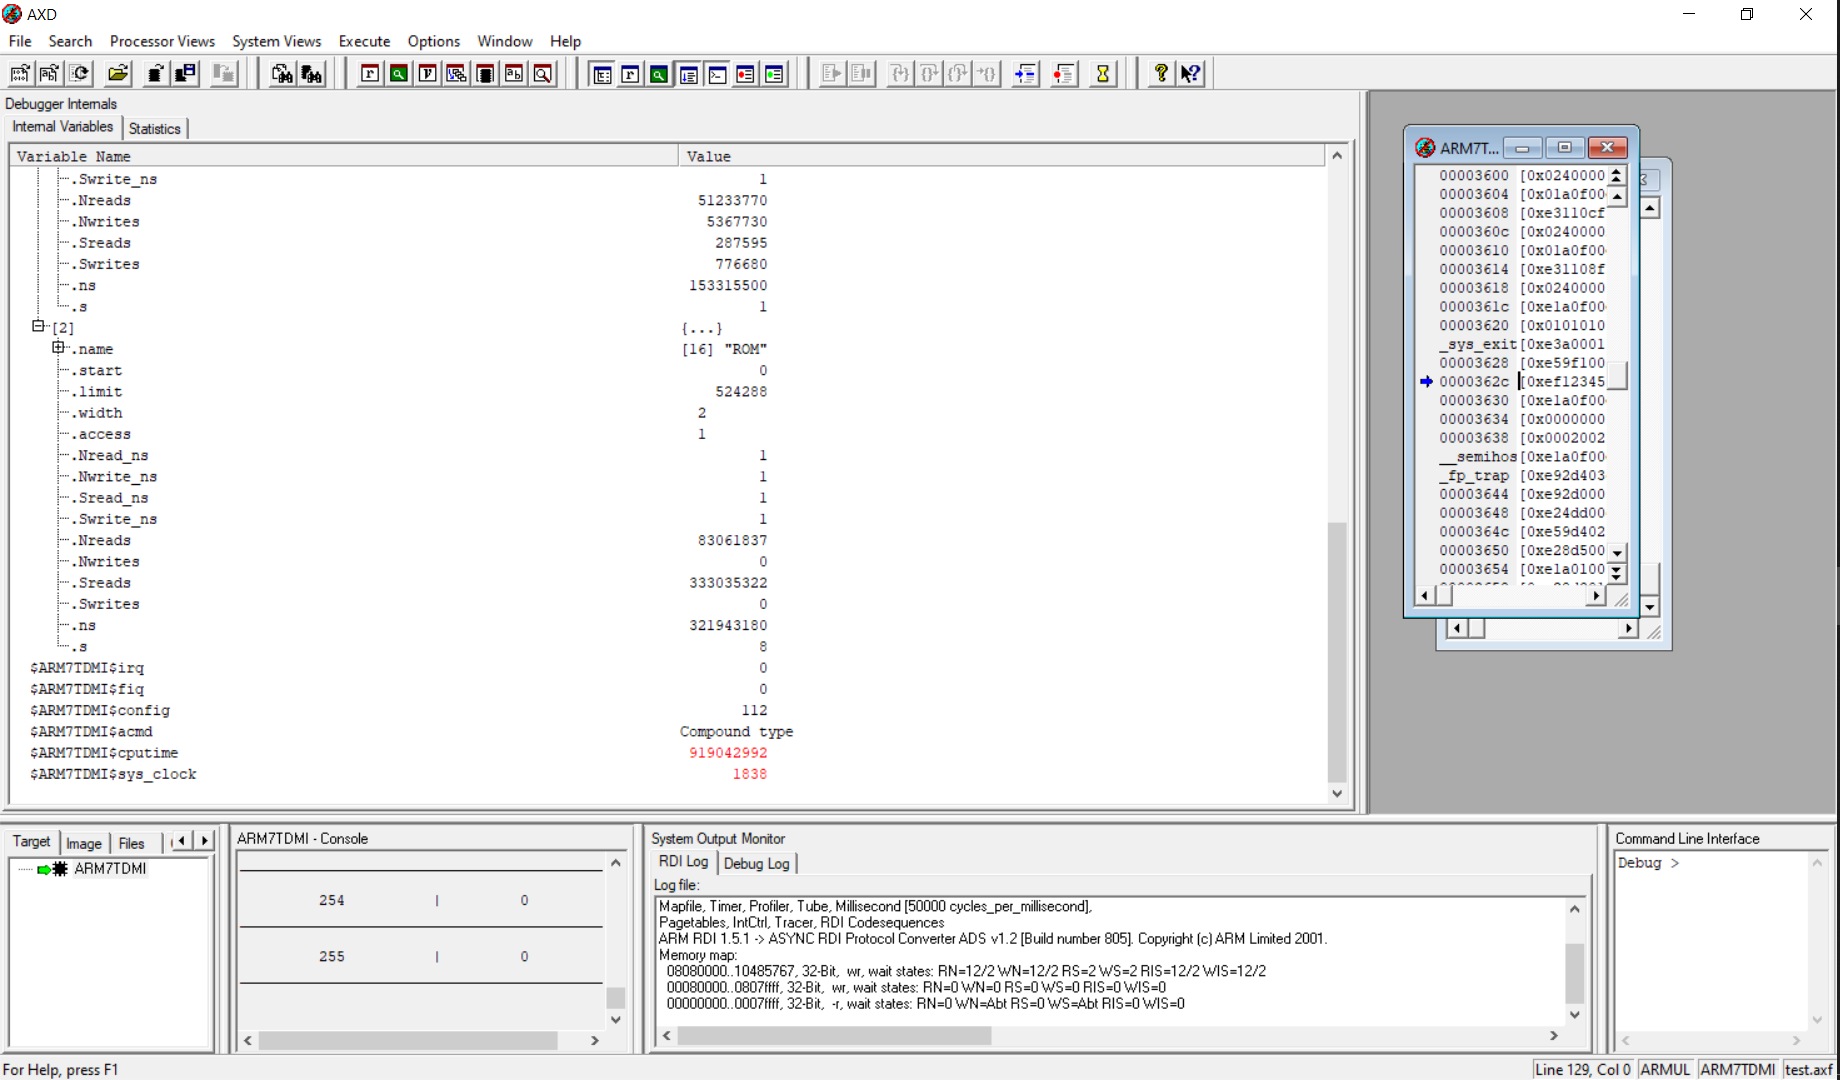 AXD
File Search Processor Views System Views Execute Options Window Help
Debugger Internals
Internal Variables Statistics
Variable Name Value
.Swrite_ns 1
.Nreads 51233770
.Nwrites 5367730
.Sreads 287595
.Swrites 776680
.ns 153315500
.s 1
[2] {...}
.name [16] "ROM"
.start 0
.limit 524288
.width 2
.access 1
.Nread_ns 1
.Nwrite_ns 1
.Sread_ns 1
.Swrite_ns 1
.Nreads 83061837
.Nwrites 0
.Sreads 333035322
.Swrites 0
.ns 321943180
.s 8
$ARM7TDMI$irq 0
$ARM7TDMI$fiq 0
$ARM7TDMI$config 112
$ARM7TDMI$acmd Compound type
$ARM7TDMI$cputime 919042992
$ARM7TDMI$sys_clock 1838
ARM7T...
00003600 [0x0240000
00003604 [0x01a0f00
00003608 [0xe3110cf
0000360c [0x0240000
00003610 [0x01a0f00
00003614 [0xe31108f
00003618 [0x0240000
0000361c [0xe1a0f00
00003620 [0x0101010
_sys_exit [0xe3a0001
00003628 [0xe59f100
0000362c [0xef12345
00003630 [0xe1a0f00
00003634 [0x0000000
00003638 [0x0002002
__semihos [0xe1a0f00
_fp_trap [0xe92d403
00003644 [0xe92d000
00003648 [0xe24dd00
0000364c [0xe59d402
00003650 [0xe28d500
00003654 [0xe1a0100
Target Image Files
ARM7TDMI
ARM7TDMI - Console
254 | 0
255 | 0
System Output Monitor
RDI Log Debug Log
Log file:
Mapfile, Timer, Profiler, Tube, Millisecond [50000 cycles_per_millisecond],
Pagetables, IntCtrl, Tracer, RDI Codesequences
ARM RDI 1.5.1 -> ASYNC RDI Protocol Converter ADS v1.2 [Build number 805]. Copyright (c) ARM Limited 2001.
Memory map:
08080000..10485767, 32-Bit, wr, wait states: RN=12/2 WN=12/2 RS=2 WS=2 RIS=12/2 WIS=12/2
00080000..0807ffff, 32-Bit, wr, wait states: RN=0 WN=0 RS=0 WS=0 RIS=0 WIS=0
00000000..0007ffff, 32-Bit, -r, wait states: RN=0 WN=Abt RS=0 WS=Abt RIS=0 WIS=0
Command Line Interface
Debug >
For Help, press F1
Line 129, Col 0 ARMUL ARM7TDMI test.axf